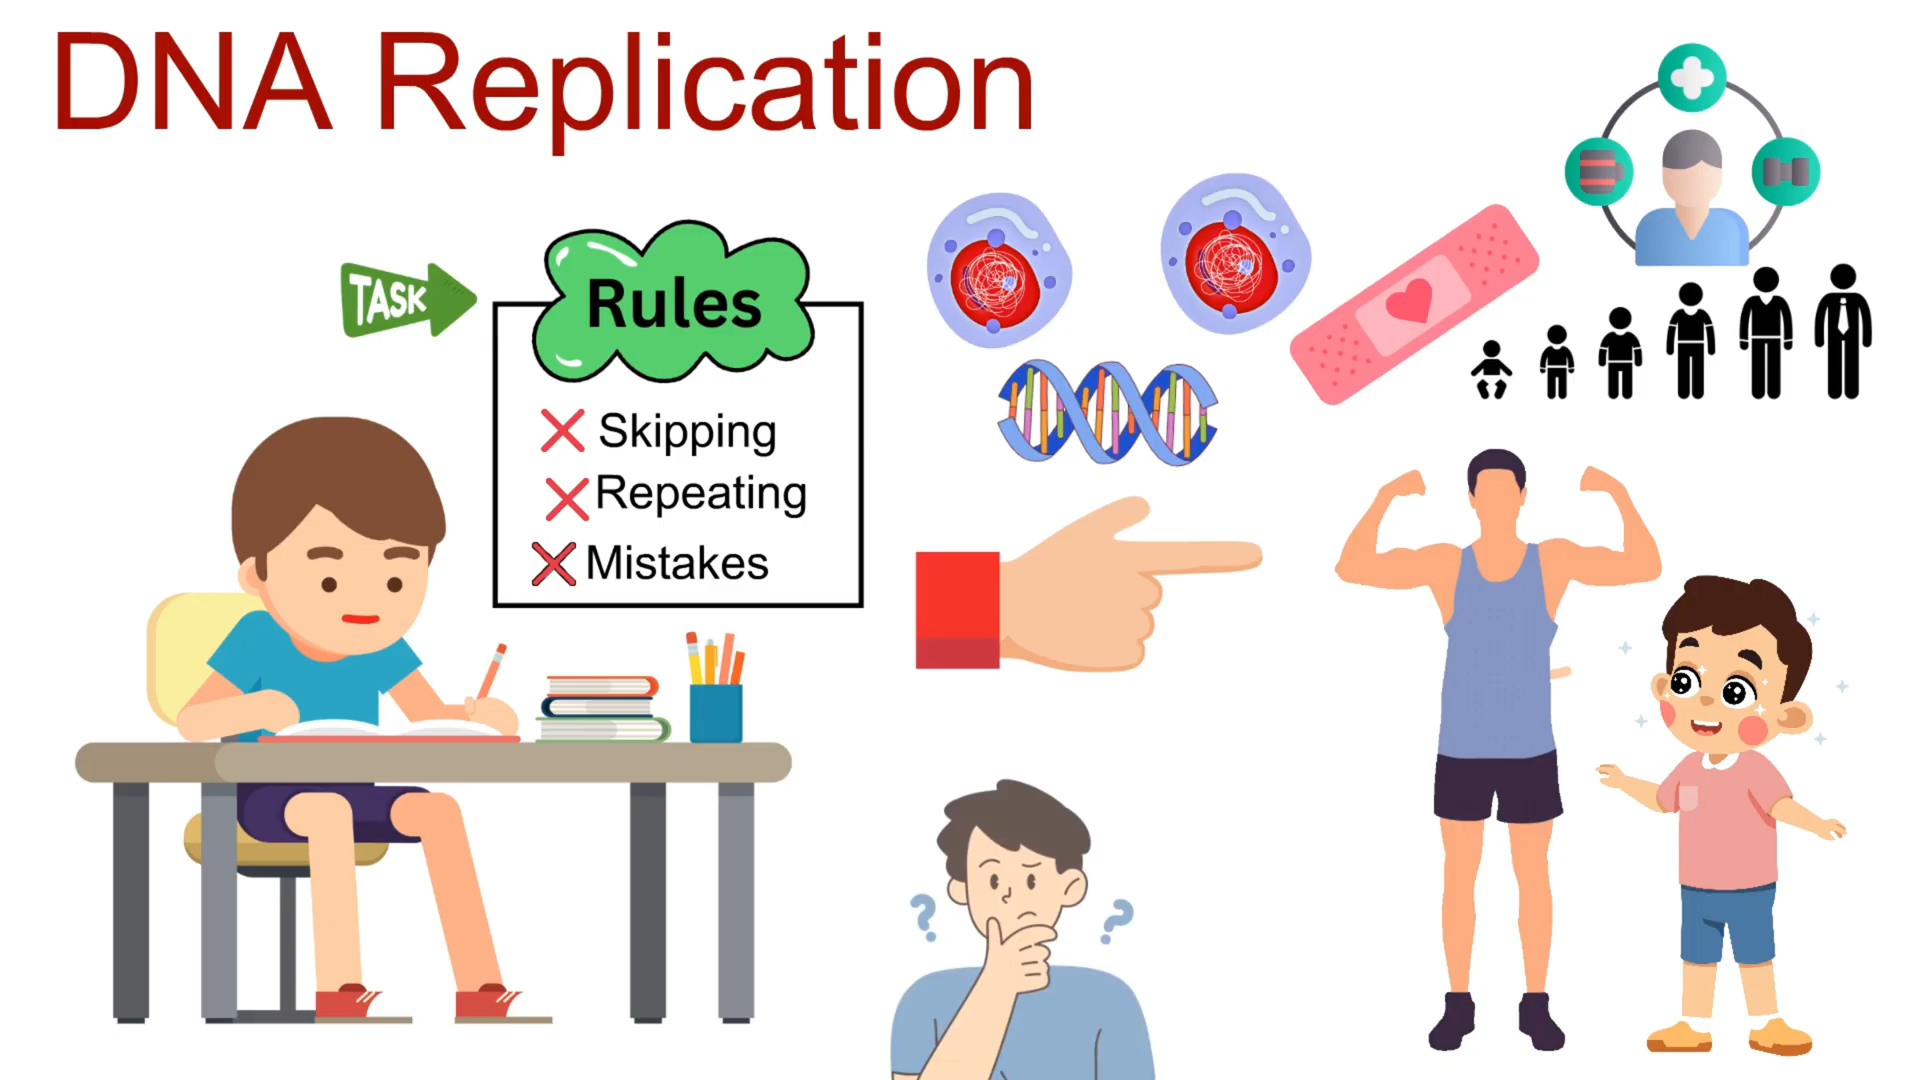 DNA Replication
TASK
Rules
Skipping
Repeating
Mistakes
? ?